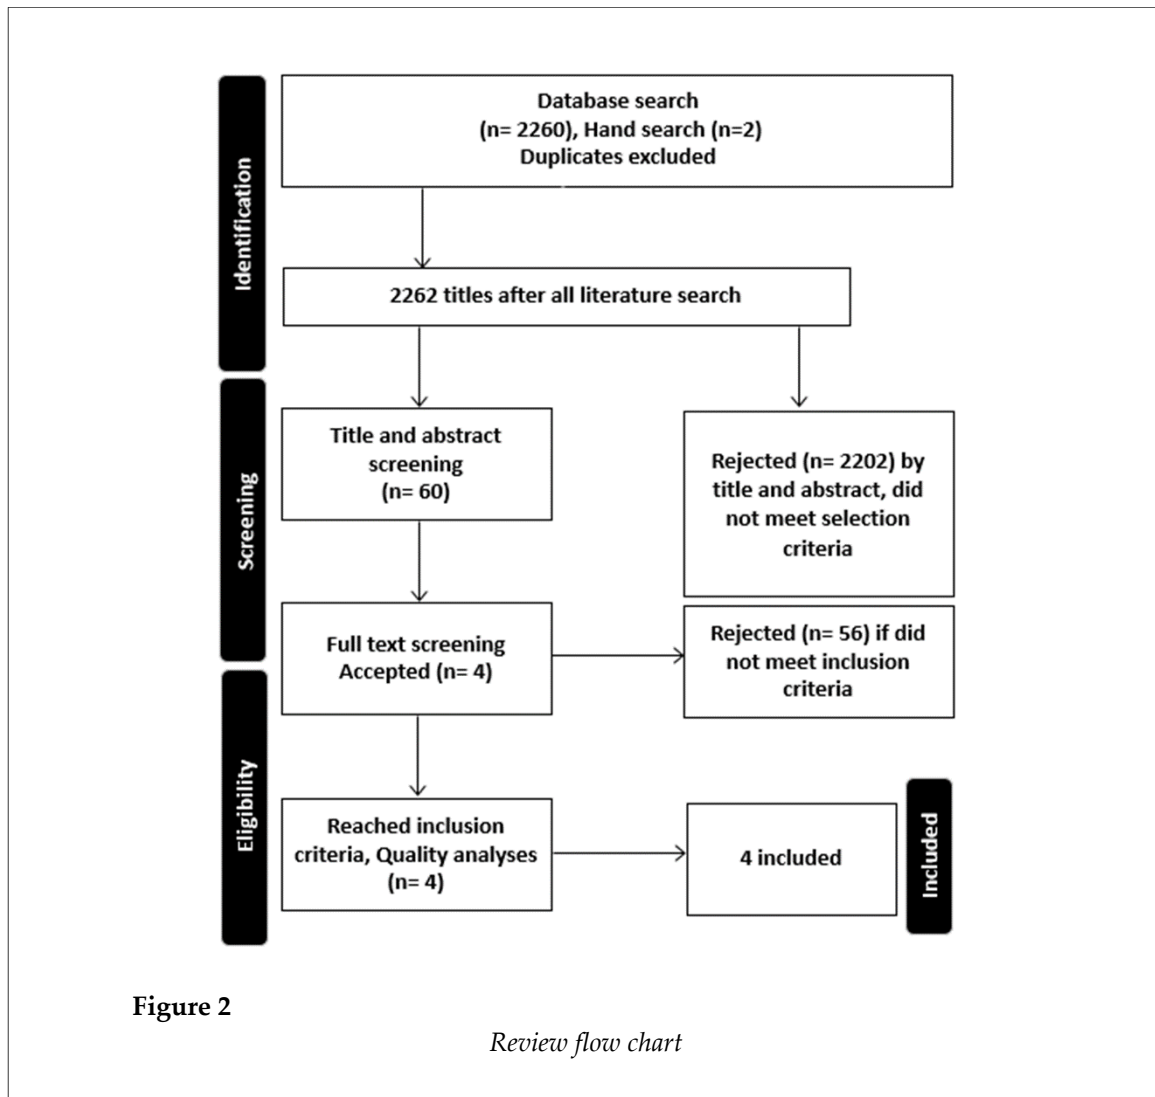 Identification
Database search
(n= 2260), Hand search (n=2)
Duplicates excluded
2262 titles after all literature search
Screening
Title and abstract
screening
(n= 60)
Rejected (n= 2202) by
title and abstract, did
not meet selection
criteria
Full text screening
Accepted (n= 4)
Rejected (n= 56) if did
not meet inclusion
criteria
Eligibility
Reached inclusion
criteria, Quality analyses
(n= 4)
4 included
Included
Figure 2
Review flow chart